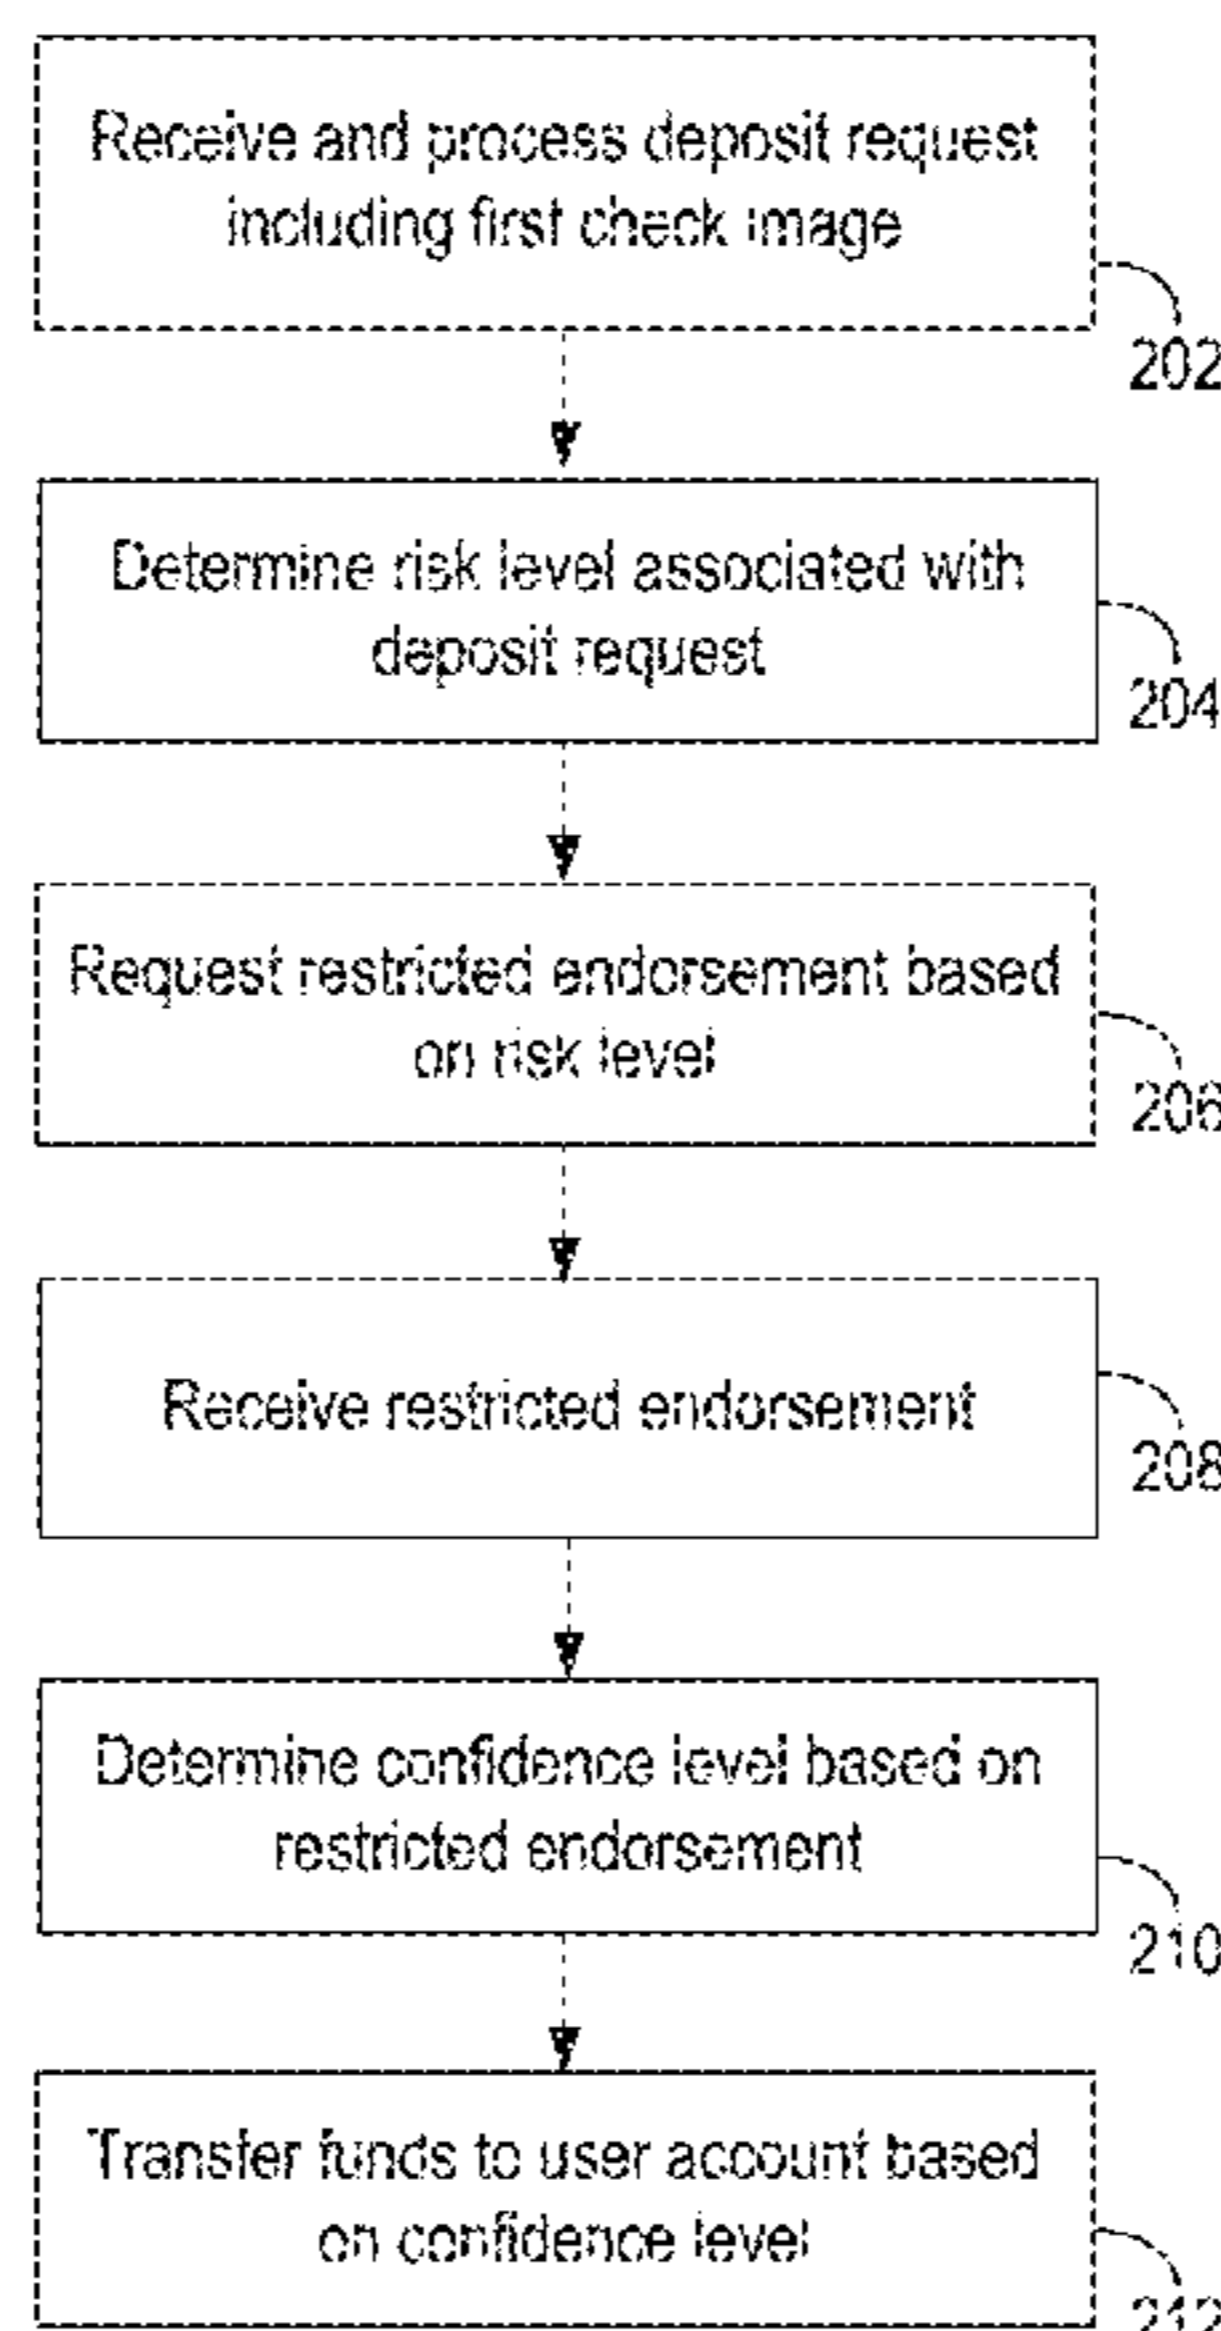 Receive and process deposit request
including first check image
202
Determine risk level associated with
deposit request
204
Request restricted endorsement based
on risk level
206
Receive restricted endorsement
208
Determine confidence level based on
restricted endorsement
210
Transfer funds to user account based
on confidence level
212